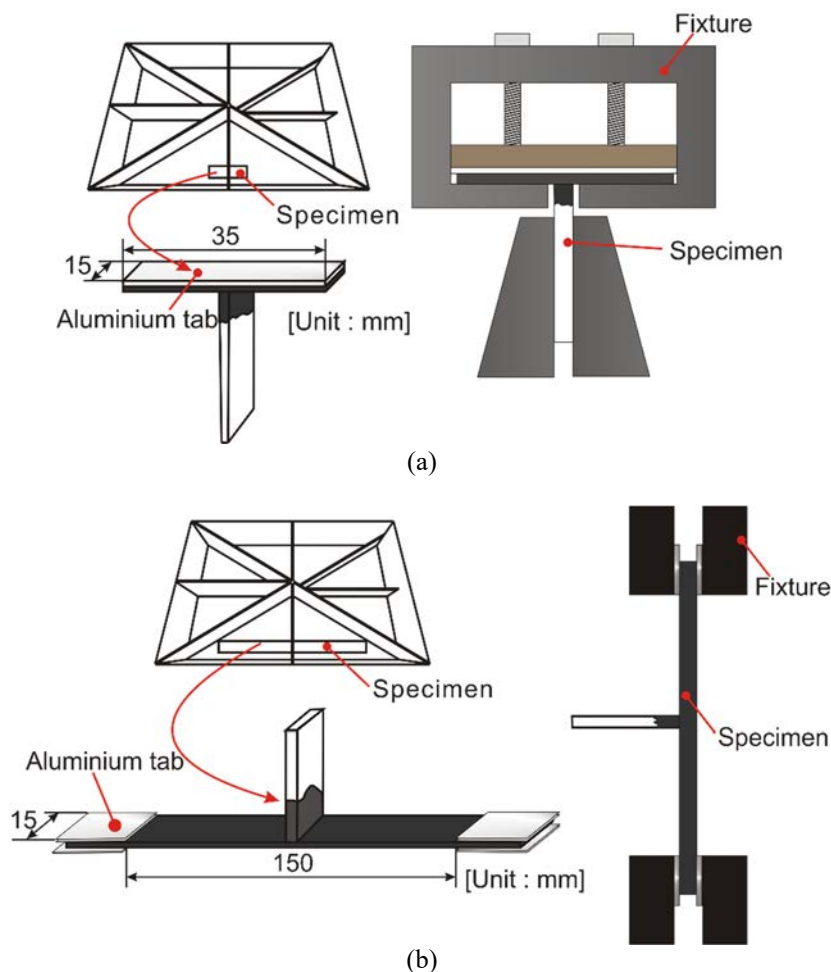 Fixture
Specimen
35
15
Specimen
Aluminium tab
[Unit : mm]
(a)
Fixture
Specimen
Specimen
Aluminium tab
15
150
[Unit : mm]
(b)